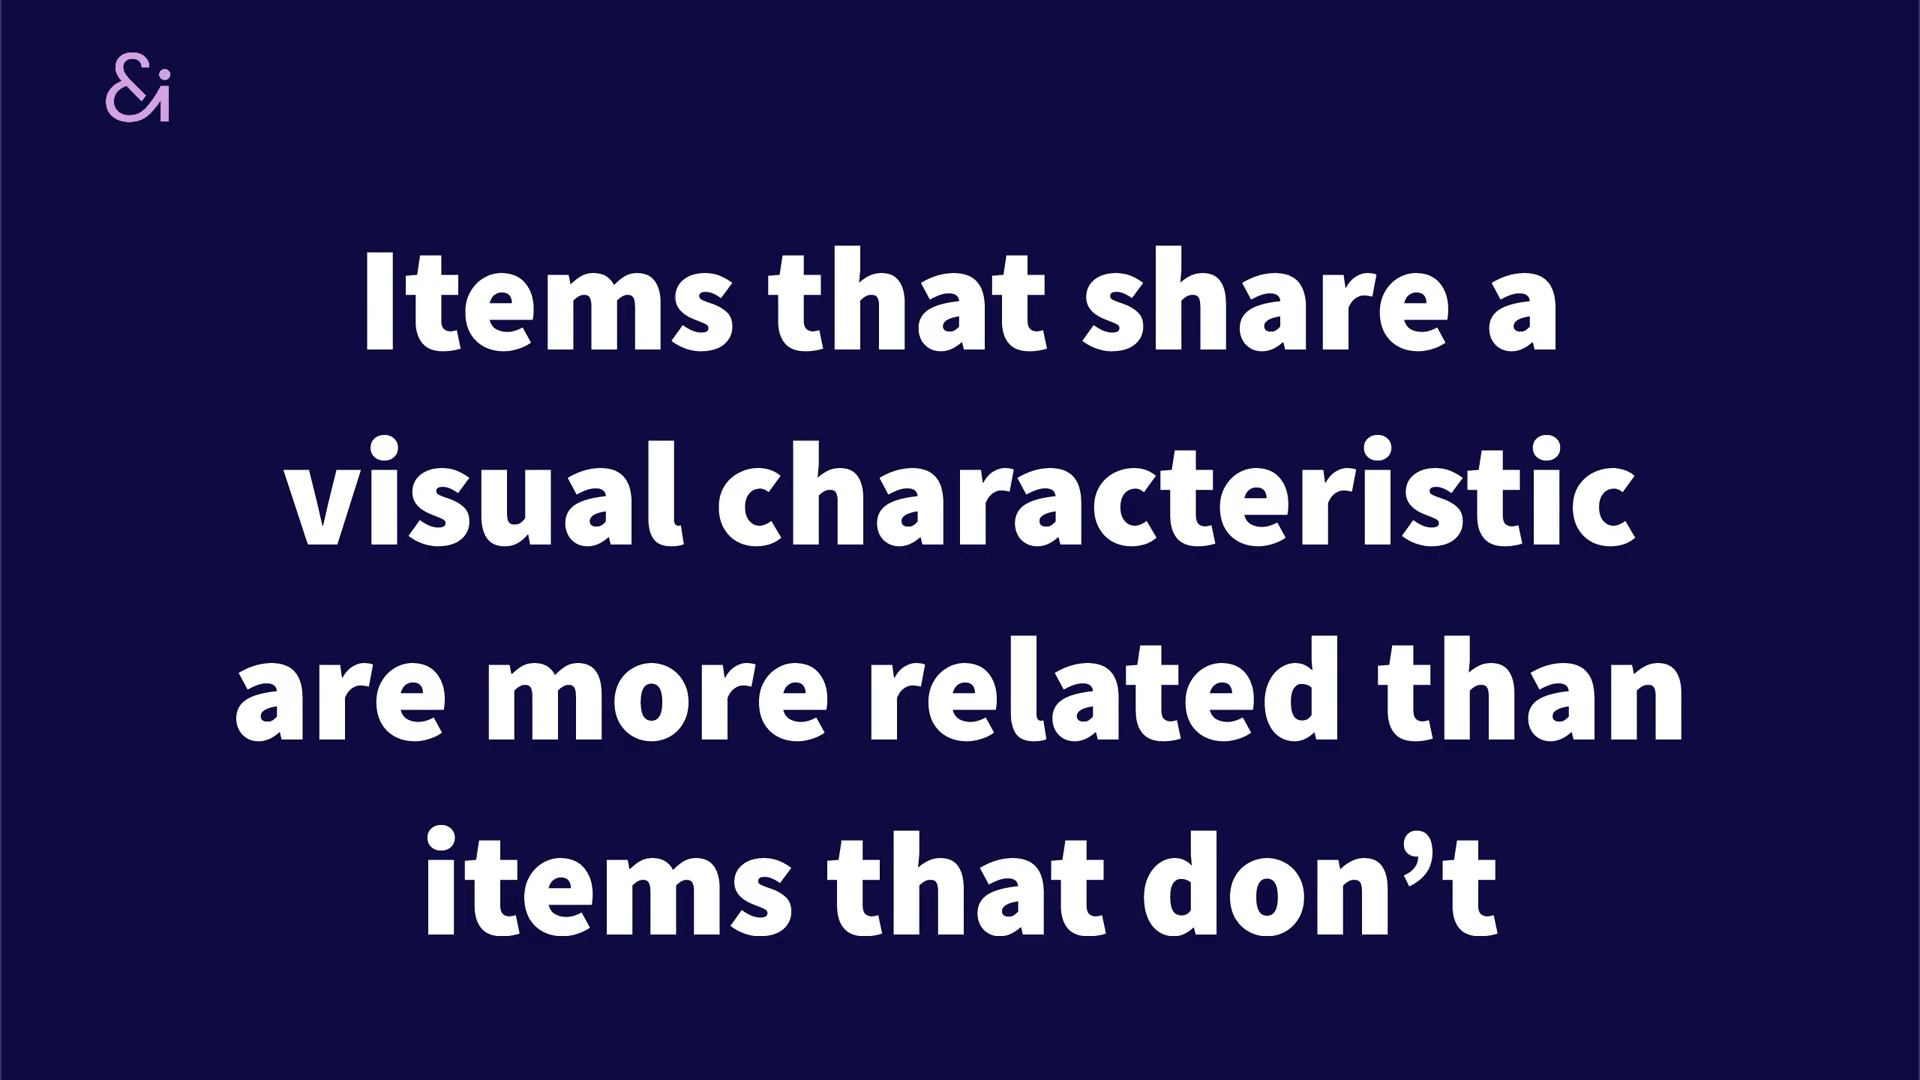 &i
Items that share a
visual characteristic
are more related than
items that don’t